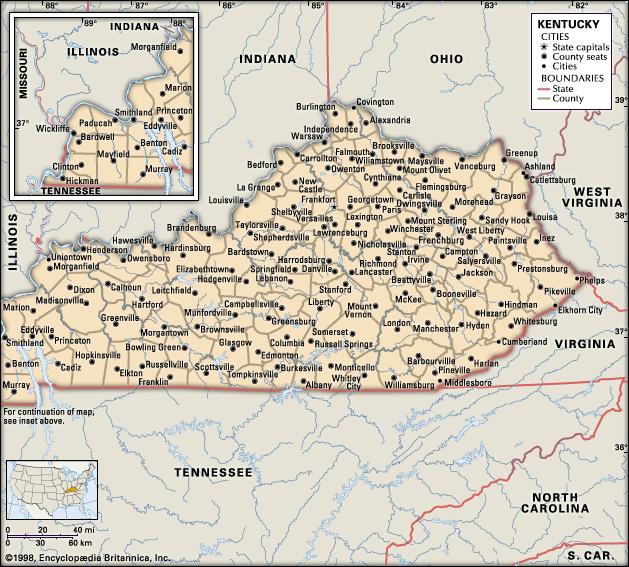 88°
89°
88°
INDIANA
ILLINOIS
MISSOURI
Morganfield
Marion
Smithland
Princeton
Paducah
Eddyville
Wickliffe
Bardwell
Benton
Cadiz
Mayfield
Clinton
Murray
Hickman
TENNESSEE
37°
86°
85°
84°
83°
KENTUCKY
CITIES
State capitals
County seats
Cities
BOUNDARIES
State
County
INDIANA
OHIO
39°
Covington
Burlington
Alexandria
Independence
Warsaw
Brooksville
Falmouth
Maysville
Greenup
Carrollton
Williamstown
Vanceburg
Ashland
Bedford
Owenton
Mount Olivet
Catlettsburg
Cynthiana
Flemingsburg
La Grange
New
Castle
Carlisle
Grayson
WEST
VIRGINIA
Louisville
Frankfort
Georgetown
Owingsville
Morehead
Shelbyville
Paris
Versailles
Lexington
Mount Sterling
Sandy Hook
Louisa
38°
ILLINOIS
Brandenburg
Taylorsville
Lawrenceburg
Winchester
West Liberty
Hawesville
Shepherdsville
Frenchburg
Paintsville
Inez
Henderson
Hardinsburg
Nicholasville
Stanton
Campton
Uniontown
Owensboro
Bardstown
Harrodsburg
Richmond
Irvine
Salyersville
Morganfield
Elizabethtown
Springfield
Danville
Lancaster
Prestonsburg
Hodgenville
Lebanon
Beattyville
Jackson
Phelps
Dixon
Calhoun
Leitchfield
Stanford
Booneville
Pikeville
Madisonville
Hartford
Campbellsville
Liberty
McKee
Hindman
Elkhorn City
Marion
Munfordville
Mount
Vernon
Hazard
Greenville
Greensburg
London
Hyden
Whitesburg
Eddyville
Morgantown
Brownsville
Somerset
Manchester
Smithland
Princeton
Columbia
Russell Springs
Cumberland
37°
Bowling Green
Glasgow
VIRGINIA
Hopkinsville
Edmonton
Barbourville
Harlan
Benton
Cadiz
Russellville
Scottsville
Burkesville
Monticello
Pineville
Elkton
Tompkinsville
Whitley
City
Murray
Franklin
Albany
Williamsburg
Middlesboro
For continuation of map,
see inset above.
36°
TENNESSEE
NORTH
CAROLINA
0 20 40 mi
0 30 60 km
©1998, Encyclopædia Britannica, Inc.
S. CAR.